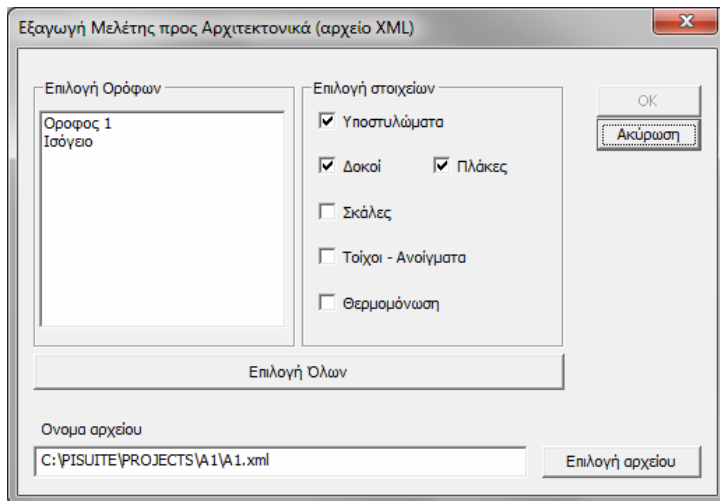 Εξαγωγή Μελέτης προς Αρχιτεκτονικά (αρχείο XML)
Επιλογή Ορόφων
Οροφος 1
Ισόγειο
Επιλογή στοιχείων
Υποστυλώματα
Δοκοί Πλάκες
Σκάλες
Τοίχοι - Ανοίγματα
Θερμομόνωση
OK
Ακύρωση
Επιλογή Όλων
Ονομα αρχείου
C:\PISUITE\PROJECTS\A1\A1.xml
Επιλογή αρχείου